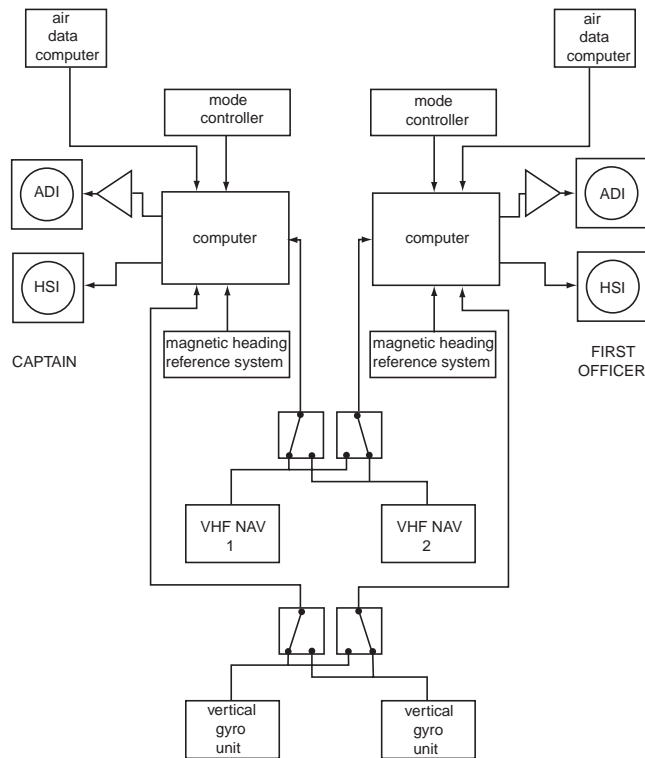 air
data
computer
air
data
computer
mode
controller
mode
controller
ADI
computer
computer
ADI
HSI
HSI
magnetic heading
reference system
magnetic heading
reference system
CAPTAIN
FIRST
OFFICER
VHF NAV
1
VHF NAV
2
vertical
gyro
unit
vertical
gyro
unit